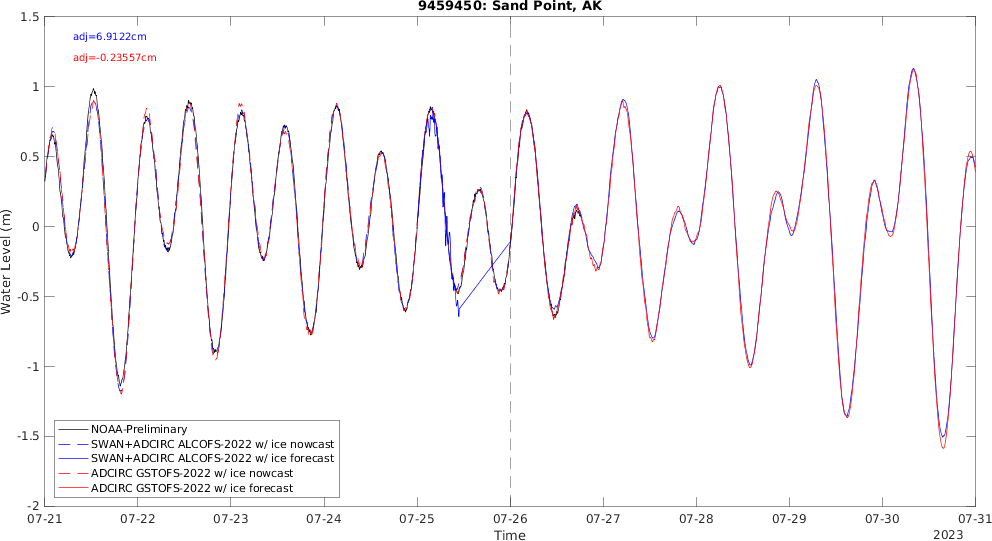 9459450: Sand Point, AK
1.5
adj=6.9122cm
adj=-0.23557cm
1
0.5
0
-0.5
-1
-1.5
-2
Water Level (m)
NOAA-Preliminary
SWAN+ADCIRC ALCOFS-2022 w/ ice nowcast
SWAN+ADCIRC ALCOFS-2022 w/ ice forecast
ADCIRC GSTOFS-2022 w/ ice nowcast
ADCIRC GSTOFS-2022 w/ ice forecast
07-21 07-22 07-23 07-24 07-25 07-26 07-27 07-28 07-29 07-30 07-31
Time
2023